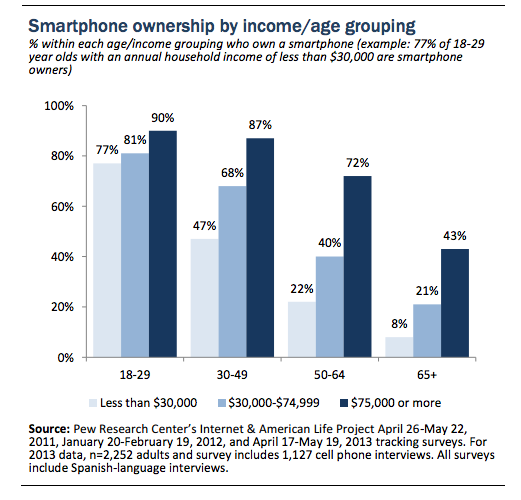 Smartphone ownership by income/age grouping
% within each age/income grouping who own a smartphone (example: 77% of 18-29
year olds with an annual household income of less than $30,000 are smartphone
owners)
100%
80%
60%
40%
20%
0%
77%
81%
90%
47%
68%
87%
22%
40%
72%
8%
21%
43%
18-29 30-49 50-64 65+
Less than $30,000 $30,000-$74,999 $75,000 or more
Source: Pew Research Center's Internet & American Life Project April 26-May 22,
2011, January 20-February 19, 2012, and April 17-May 19, 2013 tracking surveys. For
2013 data, n=2,252 adults and survey includes 1,127 cell phone interviews. All surveys
include Spanish-language interviews.